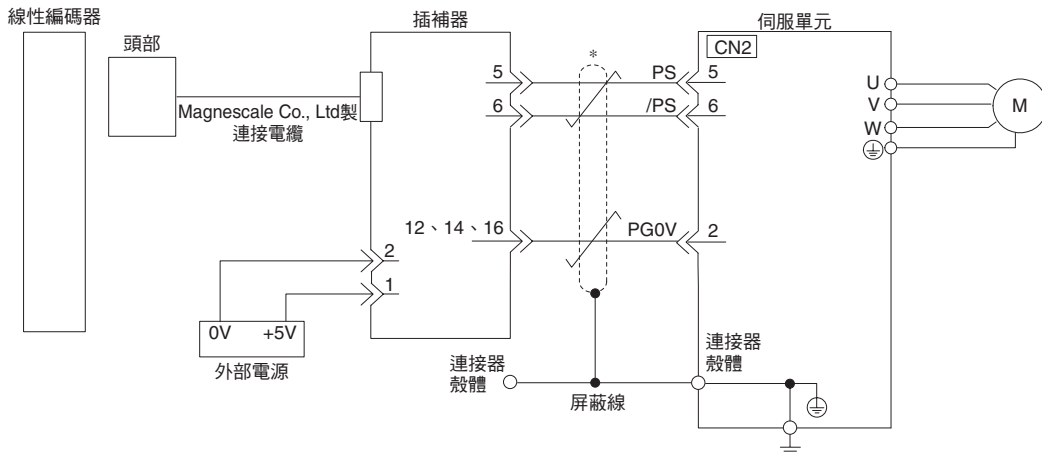 線性編碼器
頭部
Magnescale Co., Ltd製
連接電纜
插補器
5
6
12、14、16
2
1
0V
+5V
外部電源
*
PS
/PS
PG0V
伺服單元
CN2
5
6
2
U
V
W
M
連接器
殼體
屏蔽線
連接器
殼體